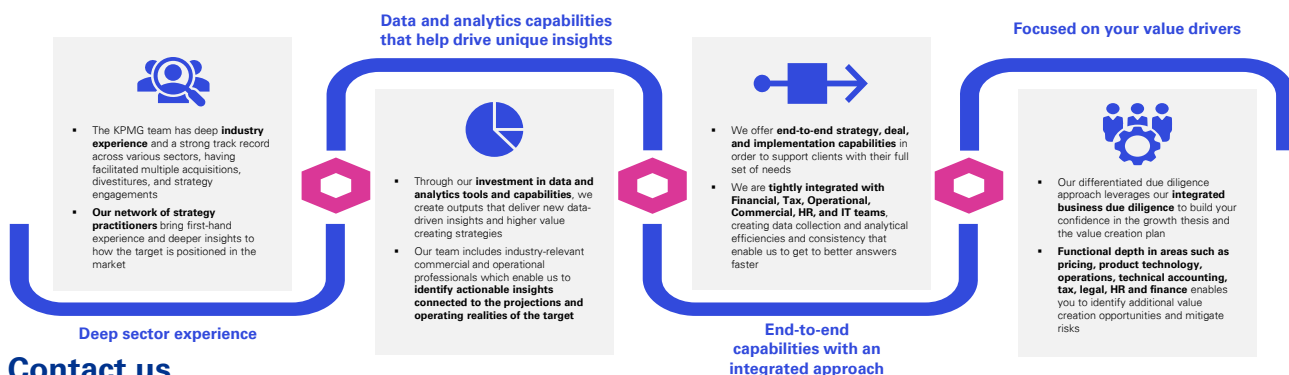 The KPMG team has deep industry
experience and a strong track record
across various sectors, having
facilitated multiple acquisitions,
divestitures, and strategy
engagements
Our network of strategy
practitioners bring first-hand
experience and deeper insights to
how the target is positioned in the
market
Deep sector experience
Data and analytics capabilities
that help drive unique insights
Through our investment in data and
analytics tools and capabilities, we
create outputs that deliver new data-
driven insights and higher value
creating strategies
Our team includes industry-relevant
commercial and operational
professionals which enable us to
identify actionable insights
connected to the projections and
operating realities of the target
We offer end-to-end strategy, deal,
and implementation capabilities in
order to support clients with their full
set of needs
We are tightly integrated with
Financial, Tax, Operational,
Commercial, HR, and IT teams,
creating data collection and analytical
efficiencies and consistency that
enable us to get to better answers
faster
End-to-end
capabilities with an
integrated approach
Focused on your value drivers
Our differentiated due diligence
approach leverages our integrated
business due diligence to build your
confidence in the growth thesis and
the value creation plan
Functional depth in areas such as
pricing, product technology,
operations, technical accounting,
tax, legal, HR and finance enables
you to identify additional value
creation opportunities and mitigate
risks
Contact us